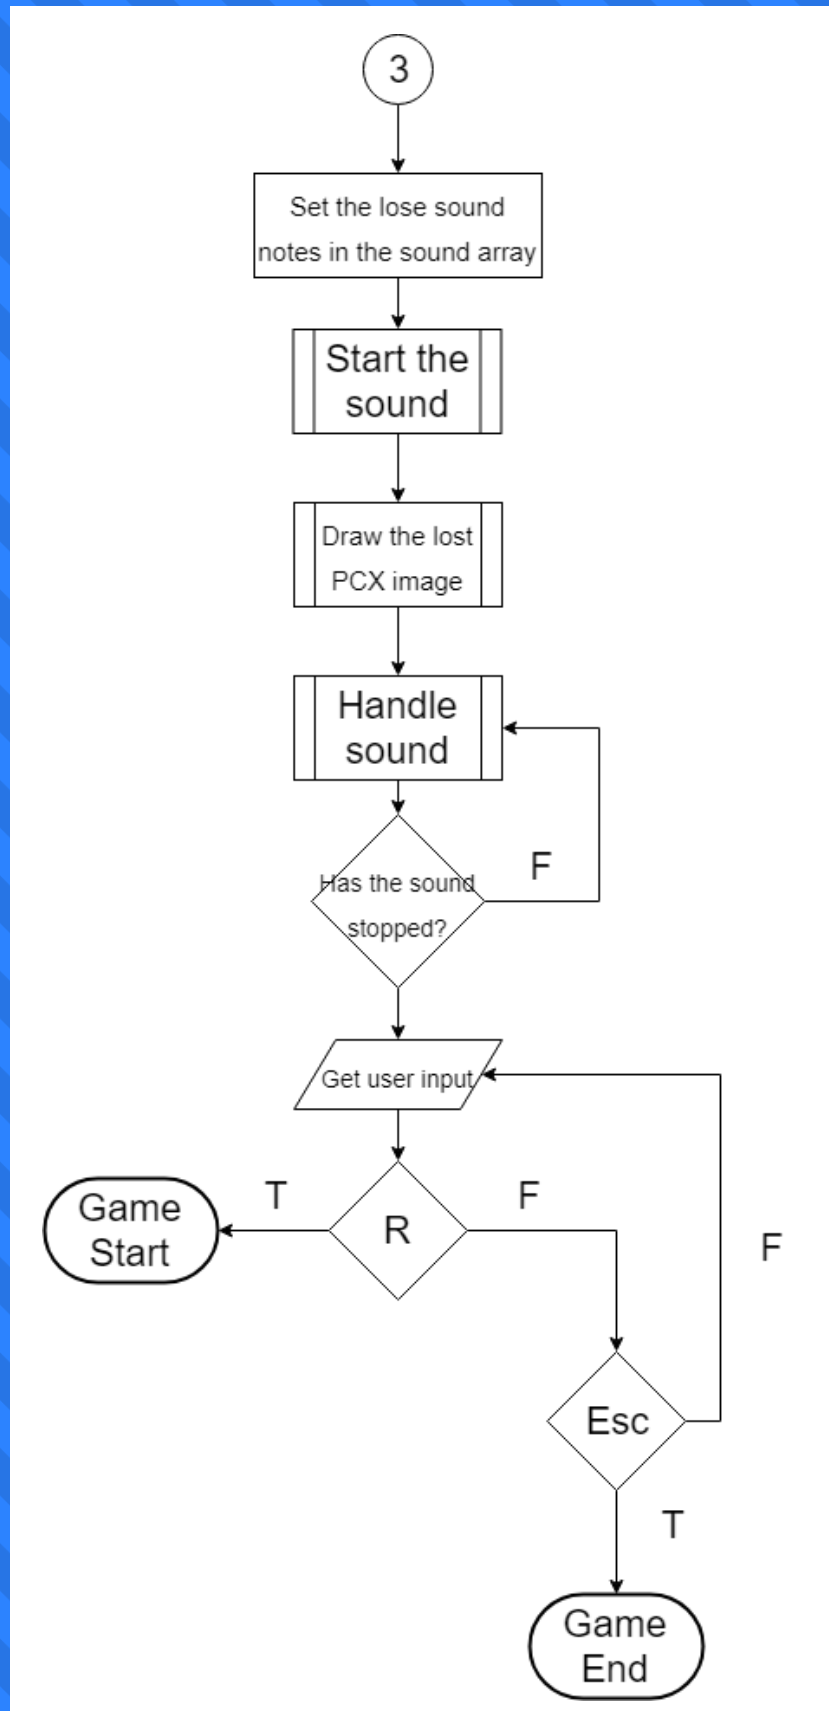 3
Set the lose sound
notes in the sound array
Start the
sound
Draw the lost
PCX image
Handle
sound
Has the sound
stopped?
F
Get user input
R
T
F
Game
Start
F
Esc
T
Game
End